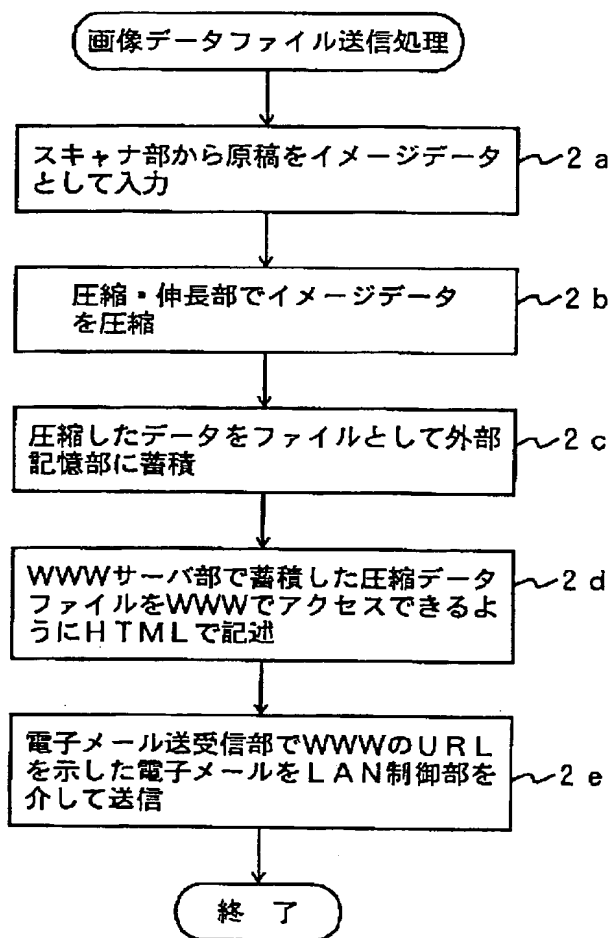 画像データファイル送信処理
スキャナ部から原稿をイメージデータ
として入力
2a
圧縮・伸長部でイメージデータ
を圧縮
2b
圧縮したデータをファイルとして外部
記憶部に蓄積
2c
WWWサーバ部で蓄積した圧縮データ
ファイルをWWWでアクセスできるよ
うにHTMLで記述
2d
電子メール送受信部でWWWのURL
を示した電子メールをLAN制御部を
介して送信
2e
終了